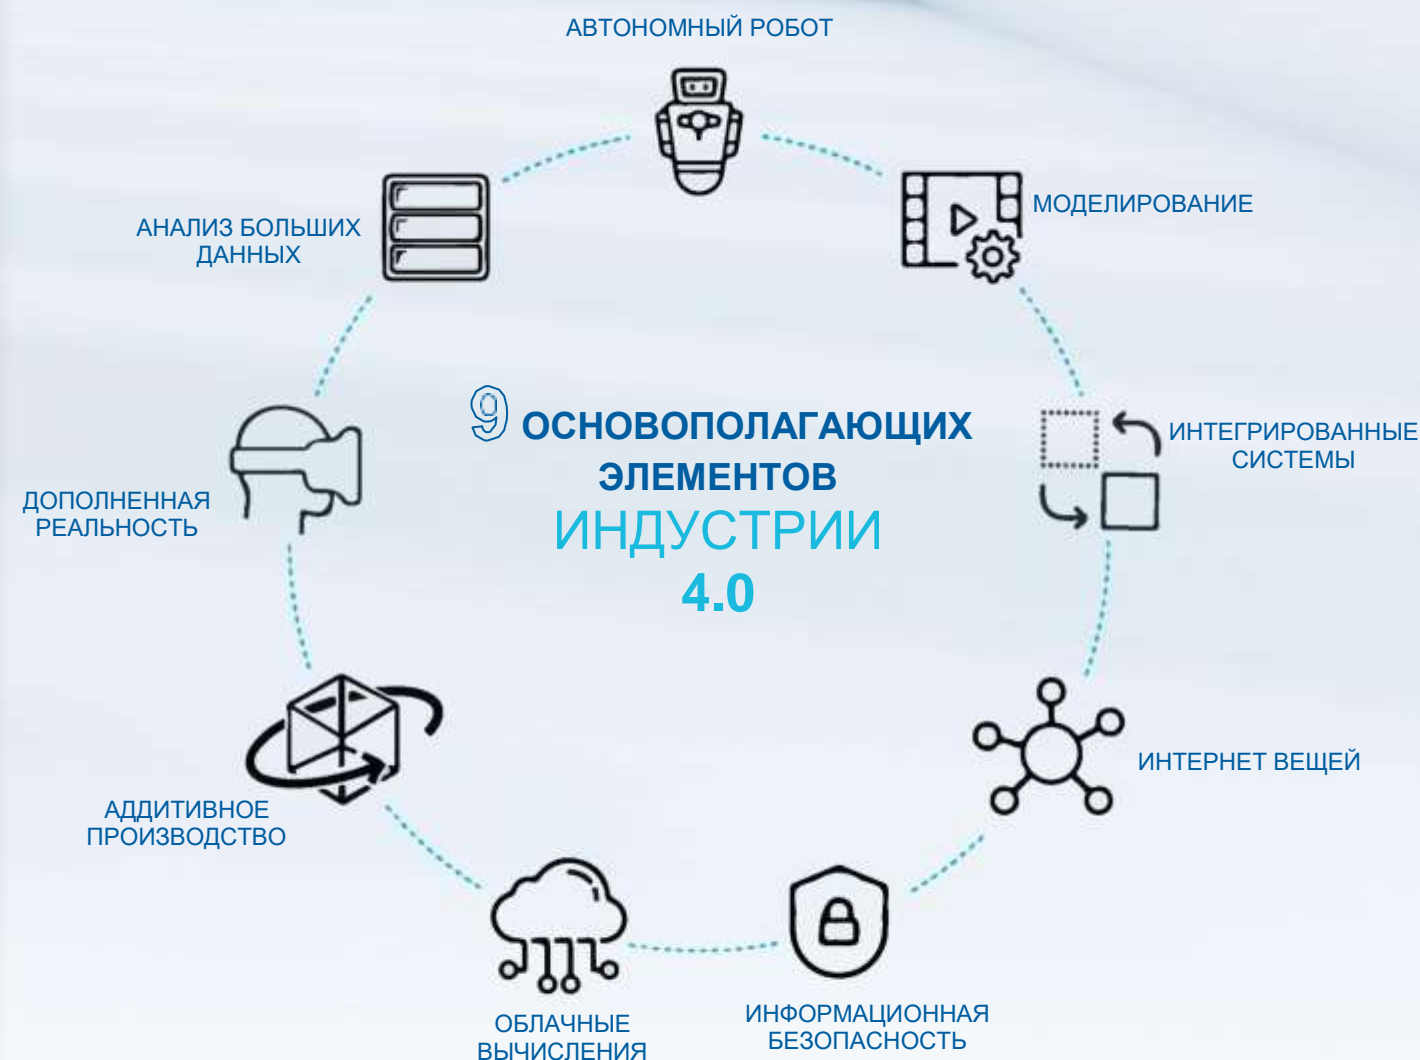 АВТОНОМНЫЙ РОБОТ
МОДЕЛИРОВАНИЕ
АНАЛИЗ БОЛЬШИХ
ДАННЫХ
9 ОСНОВОПОЛАГАЮЩИХ
ЭЛЕМЕНТОВ
ИНДУСТРИИ
4.0
ИНТЕГРИРОВАННЫЕ
СИСТЕМЫ
ДОПОЛНЕННАЯ
РЕАЛЬНОСТЬ
ИНТЕРНЕТ ВЕЩЕЙ
АДДИТИВНОЕ
ПРОИЗВОДСТВО
ОБЛАЧНЫЕ
ВЫЧИСЛЕНИЯ
ИНФОРМАЦИОННАЯ
БЕЗОПАСНОСТЬ